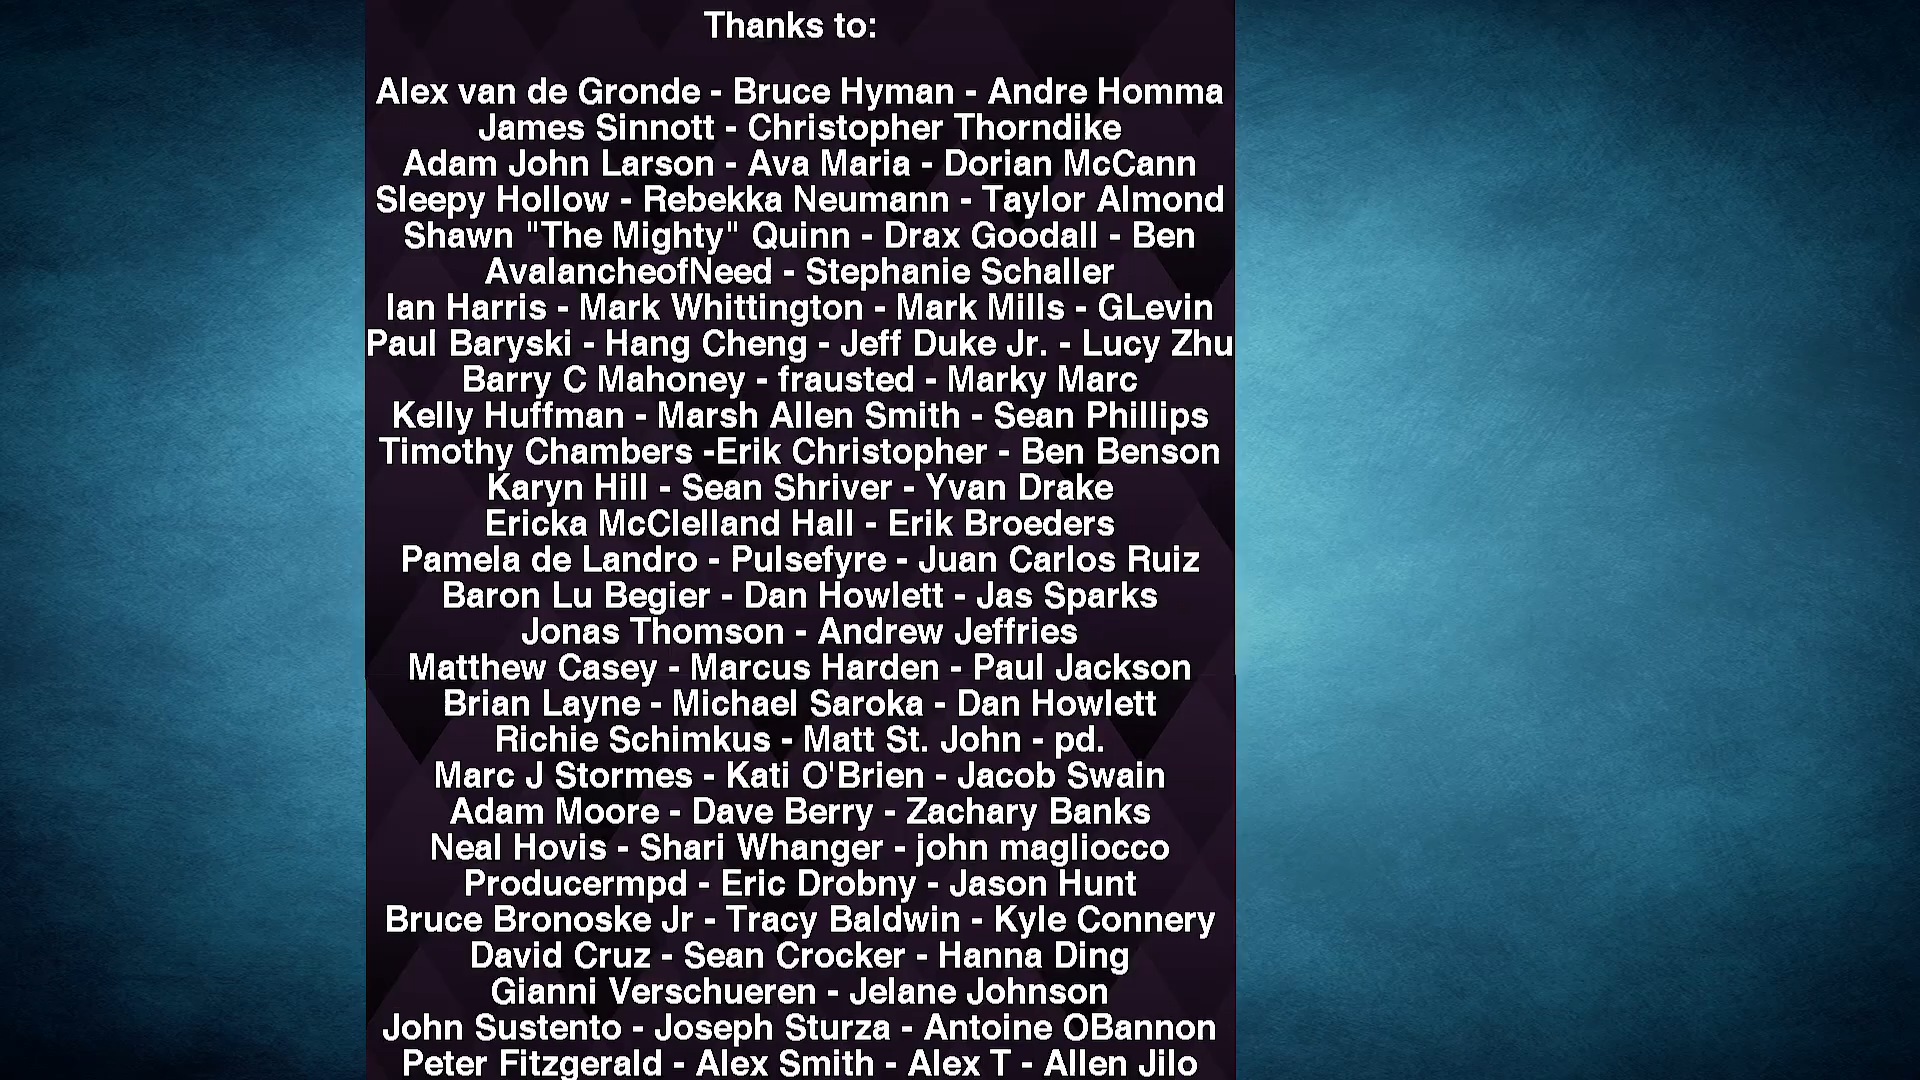 Thanks to:
Alex van de Gronde - Bruce Hyman - Andre Homma
James Sinnott - Christopher Thorndike
Adam John Larson - Ava Maria - Dorian McCann
Sleepy Hollow - Rebekka Neumann - Taylor Almond
Shawn "The Mighty" Quinn - Drax Goodall - Ben
AvalancheofNeed - Stephanie Schaller
Ian Harris - Mark Whittington - Mark Mills - GLevin
Paul Baryski - Hang Cheng - Jeff Duke Jr. - Lucy Zhu
Barry C Mahoney - frausted - Marky Marc
Kelly Huffman - Marsh Allen Smith - Sean Phillips
Timothy Chambers -Erik Christopher - Ben Benson
Karyn Hill - Sean Shriver - Yvan Drake
Ericka McClelland Hall - Erik Broeders
Pamela de Landro - Pulsefyre - Juan Carlos Ruiz
Baron Lu Begier - Dan Howlett - Jas Sparks
Jonas Thomson - Andrew Jeffries
Matthew Casey - Marcus Harden - Paul Jackson
Brian Layne - Michael Saroka - Dan Howlett
Richie Schimkus - Matt St. John - pd.
Marc J Stormes - Kati O'Brien - Jacob Swain
Adam Moore - Dave Berry - Zachary Banks
Neal Hovis - Shari Whanger - john magliocco
Producermpd - Eric Drobny - Jason Hunt
Bruce Bronoske Jr - Tracy Baldwin - Kyle Connery
David Cruz - Sean Crocker - Hanna Ding
Gianni Verschueren - Jelane Johnson
John Sustento - Joseph Sturza - Antoine OBannon
Peter Fitzgerald - Alex Smith - Alex T - Allen Jilo